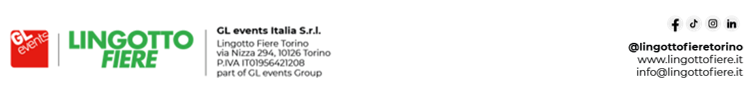 GL events
LINGOTTO
FIERE
GL events Italia S.r.l.
Lingotto Fiere Torino
via Nizza 294, 10126 Torino
P.IVA IT01956421208
part of GL events Group
@lingottofieretorino
www.lingottofiere.it
info@lingottofiere.it